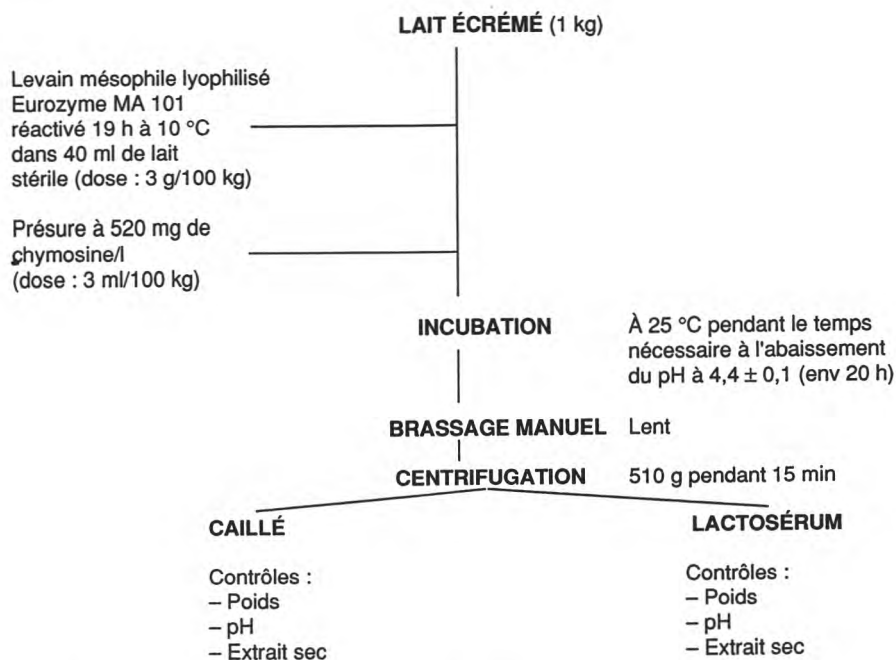 LAIT ÉCRÉMÉ (1 kg)
Levain mésophile lyophilisé
Eurozyme MA 101
réactivé 19 h à 10 °C
dans 40 ml de lait
stérile (dose : 3 g/100 kg)
Présure à 520 mg de
chymosine/l
(dose : 3 ml/100 kg)
INCUBATION
À 25 °C pendant le temps
nécessaire à l'abaissement
du pH à 4,4 ± 0,1 (env 20 h)
BRASSAGE MANUEL Lent
CENTRIFUGATION 510 g pendant 15 min
CAILLÉ
Contrôles :
– Poids
– pH
– Extrait sec
LACTOSÉRUM
Contrôles :
– Poids
– pH
– Extrait sec